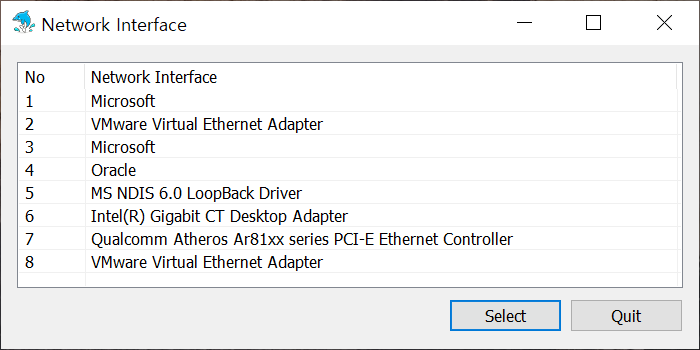 Network Interface
No Network Interface
1 Microsoft
2 VMware Virtual Ethernet Adapter
3 Microsoft
4 Oracle
5 MS NDIS 6.0 LoopBack Driver
6 Intel(R) Gigabit CT Desktop Adapter
7 Qualcomm Atheros Ar81xx series PCI-E Ethernet Controller
8 VMware Virtual Ethernet Adapter
Select Quit